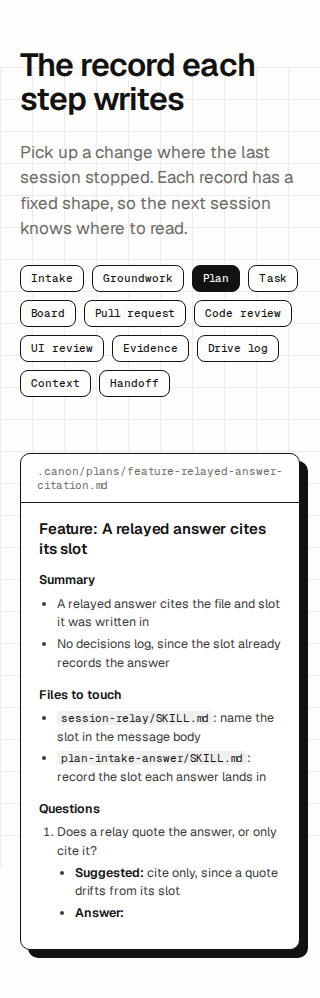 The record each
step writes
Pick up a change where the last
session stopped. Each record has a
fixed shape, so the next session
knows where to read.
Intake Groundwork Plan Task
Board Pull request Code review
UI review Evidence Drive log
Context Handoff
.canon/plans/feature-relayed-answer-
citation.md
Feature: A relayed answer cites
its slot
Summary
• A relayed answer cites the file and slot
it was written in
• No decisions log, since the slot already
records the answer
Files to touch
• session-relay/SKILL.md: name the
slot in the message body
• plan-intake-answer/SKILL.md:
record the slot each answer lands in
Questions
1. Does a relay quote the answer, or only
cite it?
• Suggested: cite only, since a quote
drifts from its slot
• Answer: